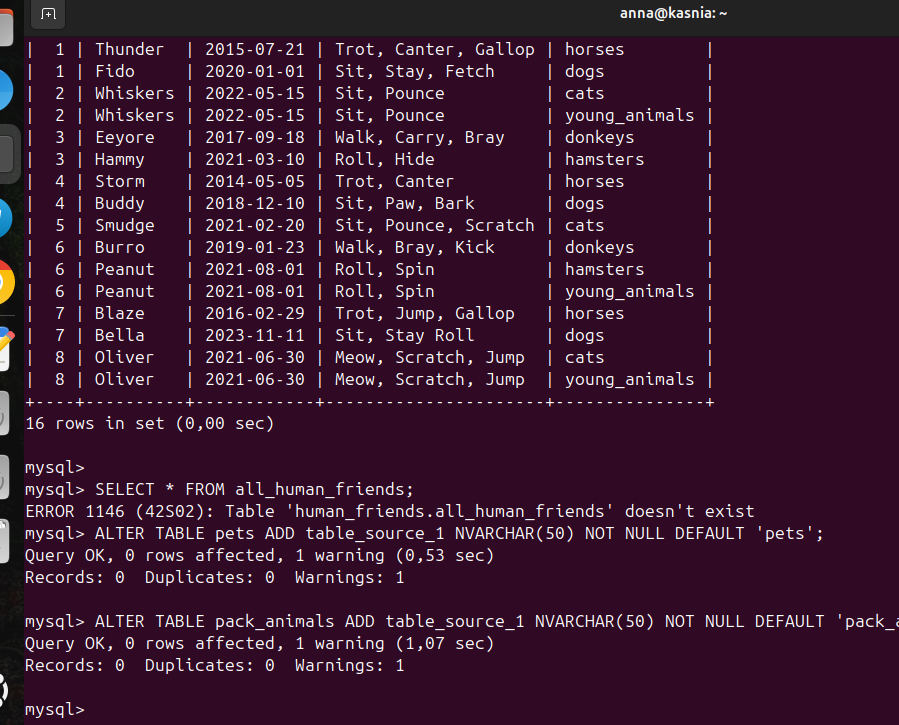 anna@kasnia: ~
|  1 | Thunder  | 2015-07-21 | Trot, Canter, Gallop | horses        |
|  1 | Fido     | 2020-01-01 | Sit, Stay, Fetch     | dogs          |
|  2 | Whiskers | 2022-05-15 | Sit, Pounce          | cats          |
|  2 | Whiskers | 2022-05-15 | Sit, Pounce          | young_animals |
|  3 | Eeyore   | 2017-09-18 | Walk, Carry, Bray    | donkeys       |
|  3 | Hammy    | 2021-03-10 | Roll, Hide           | hamsters      |
|  4 | Storm    | 2014-05-05 | Trot, Canter         | horses        |
|  4 | Buddy    | 2018-12-10 | Sit, Paw, Bark       | dogs          |
|  5 | Smudge   | 2021-02-20 | Sit, Pounce, Scratch | cats          |
|  6 | Burro    | 2019-01-23 | Walk, Bray, Kick     | donkeys       |
|  6 | Peanut   | 2021-08-01 | Roll, Spin           | hamsters      |
|  6 | Peanut   | 2021-08-01 | Roll, Spin           | young_animals |
|  7 | Blaze    | 2016-02-29 | Trot, Jump, Gallop   | horses        |
|  7 | Bella    | 2023-11-11 | Sit, Stay Roll       | dogs          |
|  8 | Oliver   | 2021-06-30 | Meow, Scratch, Jump  | cats          |
|  8 | Oliver   | 2021-06-30 | Meow, Scratch, Jump  | young_animals |
+----+----------+------------+----------------------+---------------+
16 rows in set (0,00 sec)
mysql>
mysql> SELECT * FROM all_human_friends;
ERROR 1146 (42S02): Table 'human_friends.all_human_friends' doesn't exist
mysql> ALTER TABLE pets ADD table_source_1 NVARCHAR(50) NOT NULL DEFAULT 'pets';
Query OK, 0 rows affected, 1 warning (0,53 sec)
Records: 0  Duplicates: 0  Warnings: 1
mysql> ALTER TABLE pack_animals ADD table_source_1 NVARCHAR(50) NOT NULL DEFAULT 'pack_a
Query OK, 0 rows affected, 1 warning (1,07 sec)
Records: 0  Duplicates: 0  Warnings: 1
mysql>